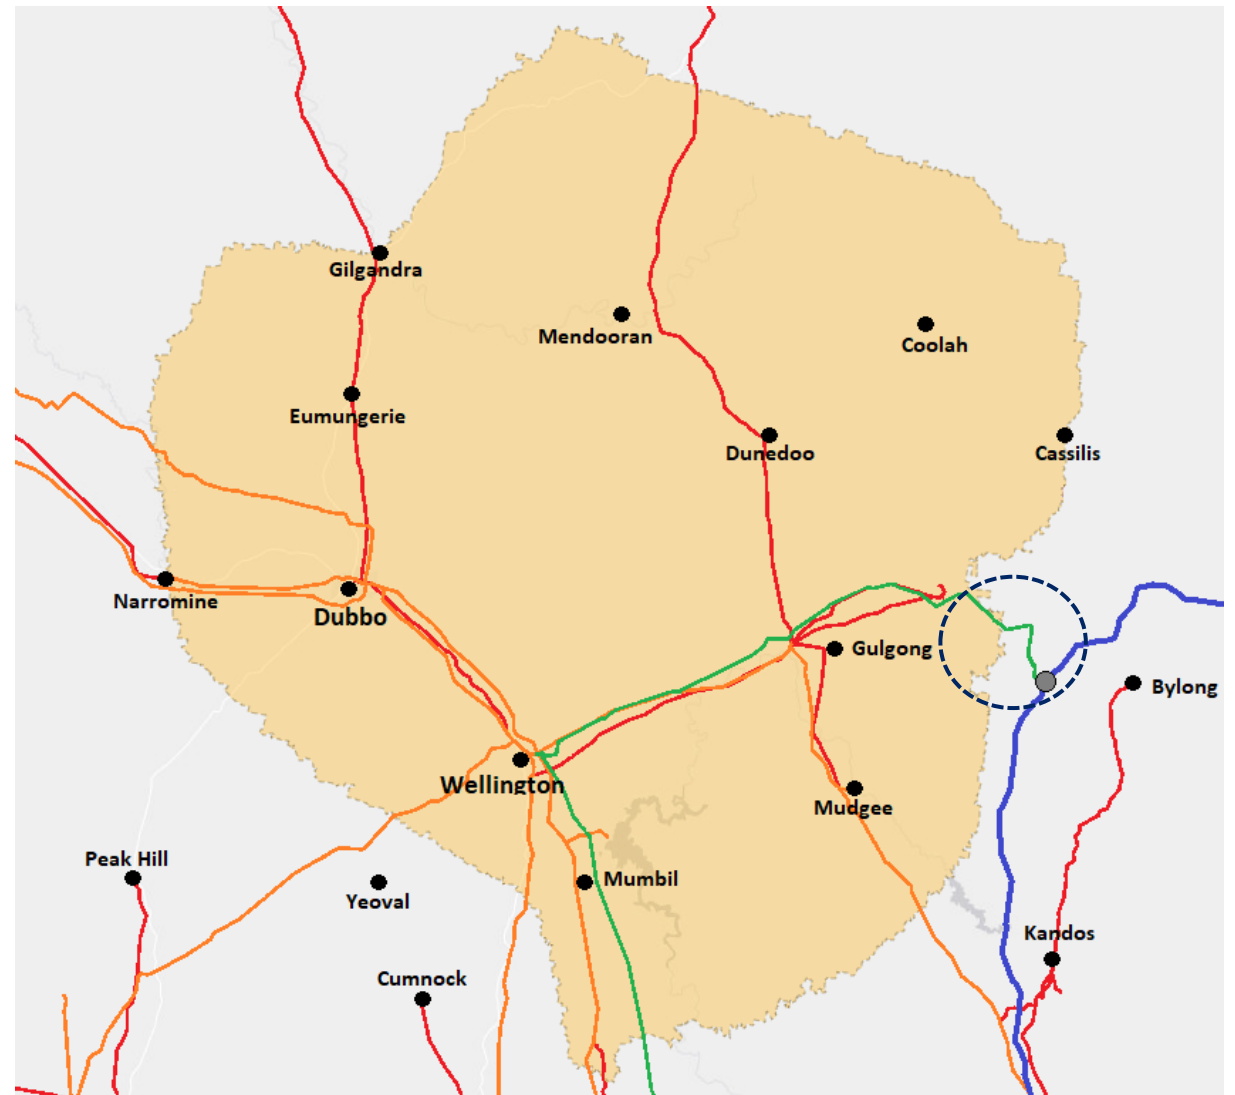 Gilgandra
Mendooran
Coolah
Eumungerie
Dunedoo
Cassilis
Narromine
Dubbo
Gulgong
Bylong
Wellington
Mudgee
Peak Hill
Mumbil
Yeoval
Kandos
Cumnock